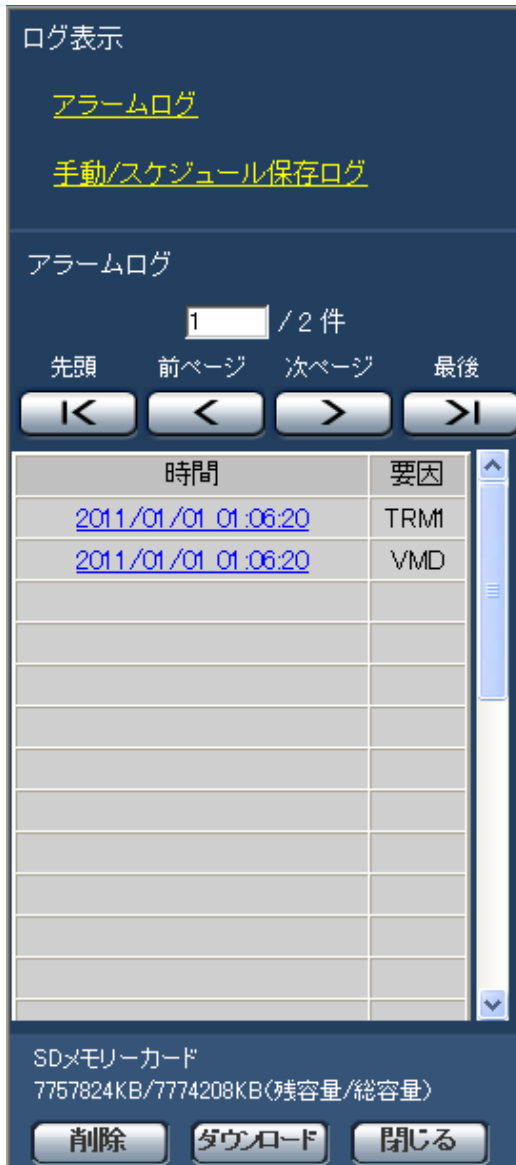 ログ表示
アラームログ
手動/スケジュール保存ログ
アラームログ
1 / 2 件
先頭 前ページ 次ページ 最後
時間 要因
2011/01/01 01:06:20 TRM1
2011/01/01 01:06:20 VMD
SDメモリーカード
7757824KB/7774208KB(残容量/総容量)
削除 ダウンロード 閉じる